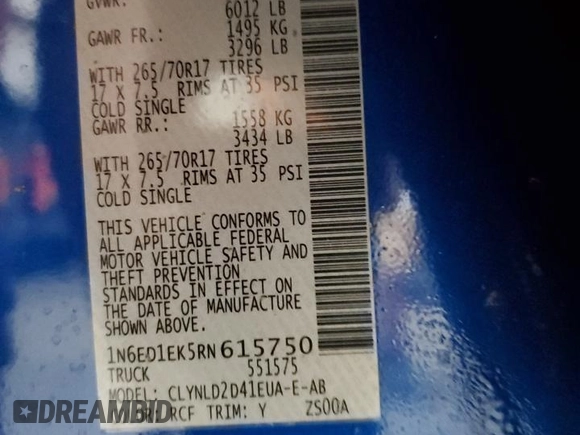 GVWR:
6012 LB
GAWR FR.: 1495 KG
3296 LB
WITH 265/70R17 TIRES
17 X 7.5 RIMS AT 35 PSI
COLD SINGLE
GAWR RR.: 1558 KG
3434 LB
WITH 265/70R17 TIRES
17 X 7.5 RIMS AT 35 PSI
COLD SINGLE
THIS VEHICLE CONFORMS TO
ALL APPLICABLE FEDERAL
MOTOR VEHICLE SAFETY AND
THEFT PREVENTION
STANDARDS IN EFFECT ON
THE DATE OF MANUFACTURE
SHOWN ABOVE.
1N6ED1EK5RN615750
TRUCK 551575
MODEL: CLYNLD2D41EUA-E-AB
RCF TRIM: Y ZS00A
DREAMBID